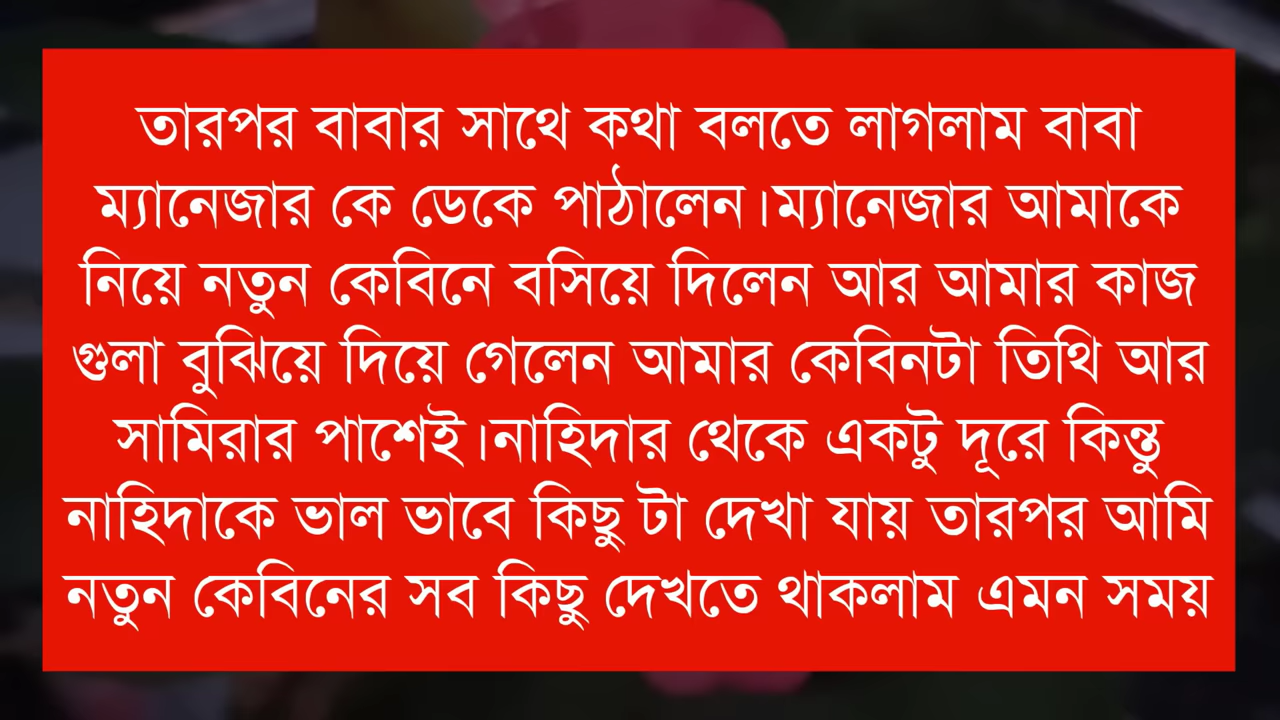 তারপর বাবার সাথে কথা বলতে লাগলাম বাবা
ম্যানেজার কে ডেকে পাঠালেন।ম্যানেজার আমাকে
নিয়ে নতুন কেবিনে বসিয়ে দিলেন আর আমার কাজ
গুলা বুঝিয়ে দিয়ে গেলেন আমার কেবিনটা তিথি আর
সামিরার পাশেই।নাহিদার থেকে একটু দূরে কিন্তু
নাহিদাকে ভাল ভাবে কিছু টা দেখা যায় তারপর আমি
নতুন কেবিনের সব কিছু দেখতে থাকলাম এমন সময়